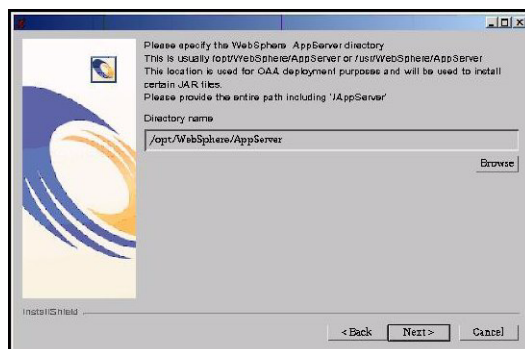 Please specify the WebSphere AppServer directory
This is usually /opt/WebSphere/AppServer or /usr/WebSphere/AppServer
This location is used for OAA deployment purposes and will be used to install
certain JAR files.
Please provide the entire path including '/AppServer'
Directory name
/opt/WebSphere/AppServer
Browse
InstallShield
< Back
Next >
Cancel